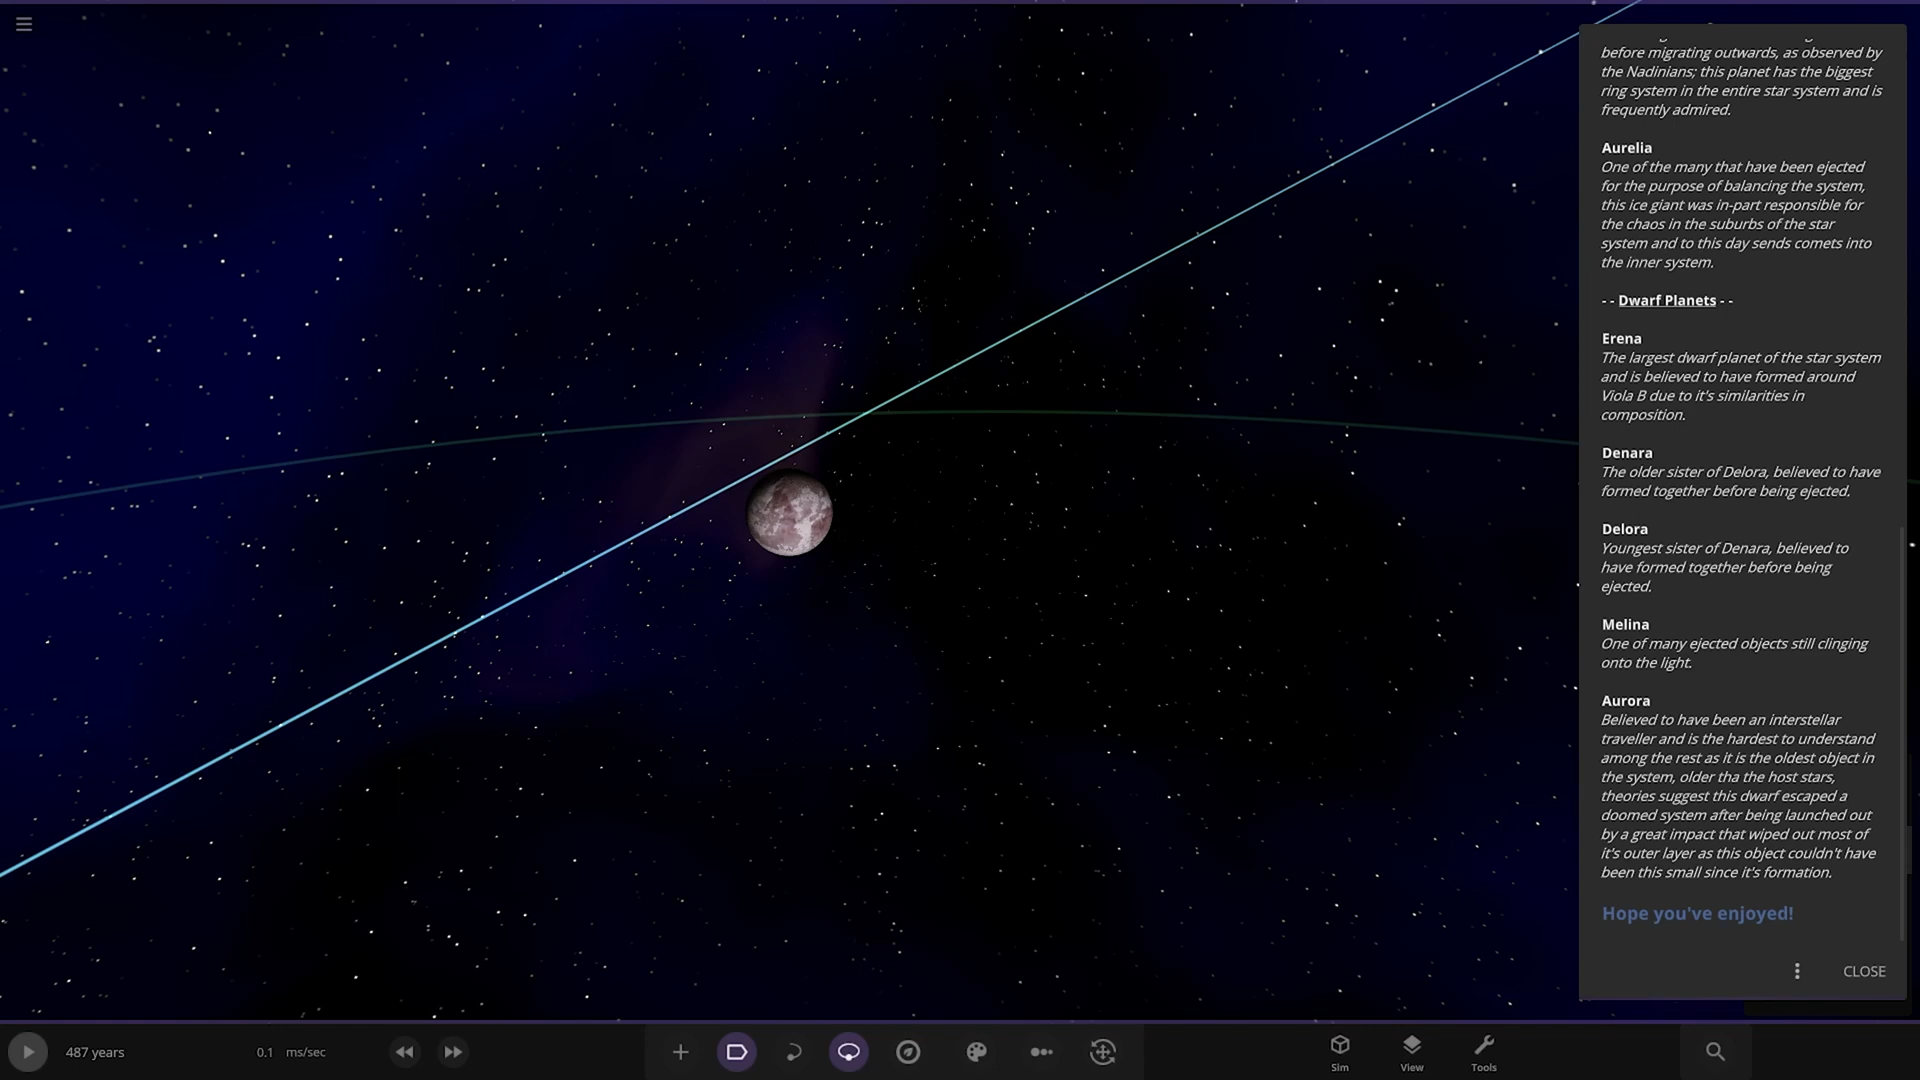 before migrating outwards, as observed by
the Nadinians; this planet has the biggest
ring system in the entire star system and is
frequently admired.
Aurelia
One of the many that have been ejected
for the purpose of balancing the system,
this ice giant was in-part responsible for
the chaos in the suburbs of the star
system and to this day sends comets into
the inner system.
- - Dwarf Planets - -
Erena
The largest dwarf planet of the star system
and is believed to have formed around
Viola B due to it's similarities in
composition.
Denara
The older sister of Delora, believed to have
formed together before being ejected.
Delora
Youngest sister of Denara, believed to
have formed together before being
ejected.
Melina
One of many ejected objects still clinging
onto the light.
Aurora
Believed to have been an interstellar
traveller and is the hardest to understand
among the rest as it is the oldest object in
the system, older tha the host stars,
theories suggest this dwarf escaped a
doomed system after being launched out
by a great impact that wiped out most of
it's outer layer as this object couldn't have
been this small since it's formation.
Hope you've enjoyed!
CLOSE
487 years
0.1 ms/sec
Sim
View
Tools